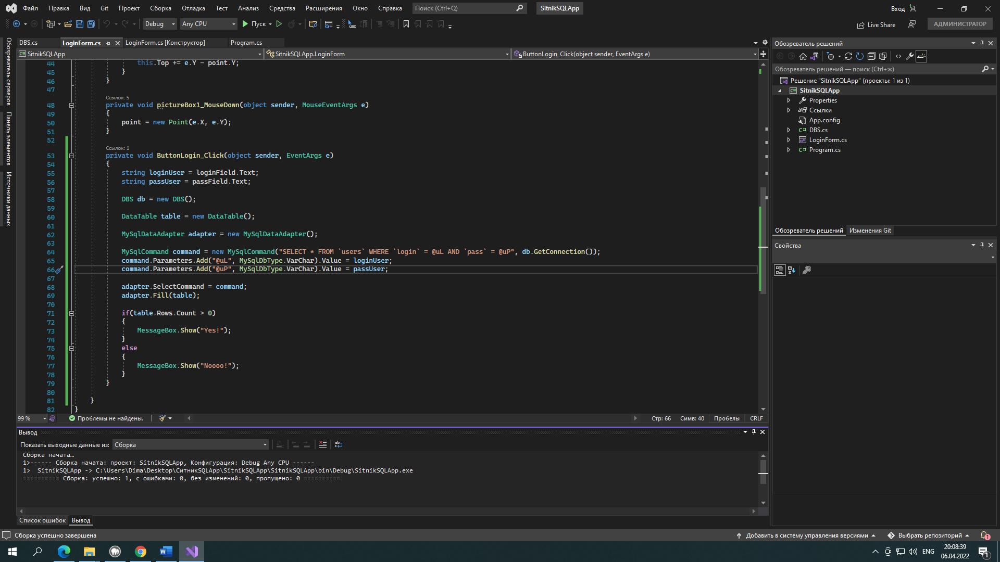 Файл Правка Вид Git Проект Сборка Отладка Тест Анализ Средства Расширения Окно Справка Поиск (Ctrl+Q) SitnikSQLApp Вход
Debug Any CPU Пуск Live Share АДМИНИСТРАТОР
Обозреватель серверов
Панель элементов
Источники данных
DBS.cs LoginForm.cs LoginForm.cs [Конструктор] Program.cs
SitnikSQLApp SitnikSQLApp.LoginForm ButtonLogin_Click(object sender, EventArgs e)
44 this.Top += e.Y - point.Y;
45 }
46 }
47
Ссылок: 5
48 private void pictureBox1_MouseDown(object sender, MouseEventArgs e)
49 {
50 point = new Point(e.X, e.Y);
51 }
52
Ссылок: 1
53 private void ButtonLogin_Click(object sender, EventArgs e)
54 {
55 string loginUser = loginField.Text;
56 string passUser = passField.Text;
57
58 DBS db = new DBS();
59
60 DataTable table = new DataTable();
61
62 MySqlDataAdapter adapter = new MySqlDataAdapter();
63
64 MySqlCommand command = new MySqlCommand("SELECT * FROM `users` WHERE `login` = @uL AND `pass` = @uP", db.GetConnection());
65 command.Parameters.Add("@uL", MySqlDbType.VarChar).Value = loginUser;
66 command.Parameters.Add("@uP", MySqlDbType.VarChar).Value = passUser;
67
68 adapter.SelectCommand = command;
69 adapter.Fill(table);
70
71 if(table.Rows.Count > 0)
72 {
73 MessageBox.Show("Yes!");
74 }
75 else
76 {
77 MessageBox.Show("Noooo!");
78 }
79 }
80
81 }
82 }
99 % Проблемы не найдены. Стр: 66 Симв: 40 Пробелы CRLF
Вывод
Показать выходные данные из: Сборка
Сборка начата…
1>------ Сборка начата: проект: SitnikSQLApp, Конфигурация: Debug Any CPU ------
1>  SitnikSQLApp -> C:\Users\Dima\Desktop\СитникSQLApp\SitnikSQLApp\SitnikSQLApp\bin\Debug\SitnikSQLApp.exe
========== Сборка: успешно: 1, с ошибками: 0, без изменений: 0, пропущено: 0 ==========
Список ошибок Вывод
Обозреватель решений
Обозреватель решений — поиск (Ctrl+ж)
Решение "SitnikSQLApp" (проекты: 1 из 1)
C# SitnikSQLApp
Properties
Ссылки
App.config
C# DBS.cs
LoginForm.cs
C# Program.cs
Обозреватель решений Изменения Git
Свойства
Сборка успешно завершена Добавить в систему управления версиями Выбрать репозиторий 1
ENG 20:08:39
06.04.2022 1